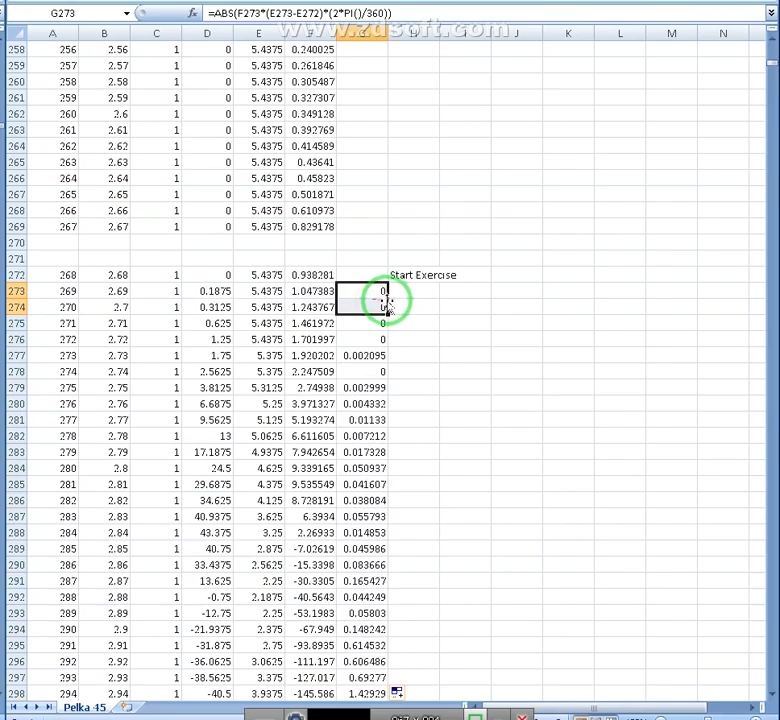 G273 fx =ABS(F273*(E273-E272)*(2*PI()/360))
www.zdsoft.com
A B C D E F G H I J K L M N
258 256 2.56 1 0 5.4375 0.240025
259 257 2.57 1 0 5.4375 0.261846
260 258 2.58 1 0 5.4375 0.305487
261 259 2.59 1 0 5.4375 0.327307
262 260 2.6 1 0 5.4375 0.349128
263 261 2.61 1 0 5.4375 0.392769
264 262 2.62 1 0 5.4375 0.414589
265 263 2.63 1 0 5.4375 0.43641
266 264 2.64 1 0 5.4375 0.45823
267 265 2.65 1 0 5.4375 0.501871
268 266 2.66 1 0 5.4375 0.610973
269 267 2.67 1 0 5.4375 0.829178
270
271
272 268 2.68 1 0 5.4375 0.938281 Start Exercise
273 269 2.69 1 0.1875 5.4375 1.047383 0
274 270 2.7 1 0.3125 5.4375 1.243767
275 271 2.71 1 0.625 5.4375 1.461972 0
276 272 2.72 1 1.25 5.4375 1.701997 0
277 273 2.73 1 1.75 5.375 1.920202 0.002095
278 274 2.74 1 2.5625 5.375 2.247509 0
279 275 2.75 1 3.8125 5.3125 2.74938 0.002999
280 276 2.76 1 6.6875 5.25 3.971327 0.004332
281 277 2.77 1 9.5625 5.125 5.193274 0.01133
282 278 2.78 1 13 5.0625 6.611605 0.007212
283 279 2.79 1 17.1875 4.9375 7.942654 0.017328
284 280 2.8 1 24.5 4.625 9.339165 0.050937
285 281 2.81 1 29.6875 4.375 9.535549 0.041607
286 282 2.82 1 34.625 4.125 8.728191 0.038084
287 283 2.83 1 40.9375 3.625 6.3934 0.055793
288 284 2.84 1 43.375 3.25 2.26933 0.014853
289 285 2.85 1 40.75 2.875 -7.02619 0.045986
290 286 2.86 1 33.4375 2.5625 -15.3398 0.083666
291 287 2.87 1 13.625 2.25 -30.3305 0.165427
292 288 2.88 1 -0.75 2.1875 -40.5643 0.044249
293 289 2.89 1 -12.75 2.25 -53.1983 0.05803
294 290 2.9 1 -21.9375 2.375 -67.949 0.148242
295 291 2.91 1 -31.875 2.75 -93.8935 0.614532
296 292 2.92 1 -36.0625 3.0625 -111.197 0.606486
297 293 2.93 1 -38.5625 3.375 -127.017 0.69277
298 294 2.94 1 -40.5 3.9375 -145.586 1.42929
Pelka 45